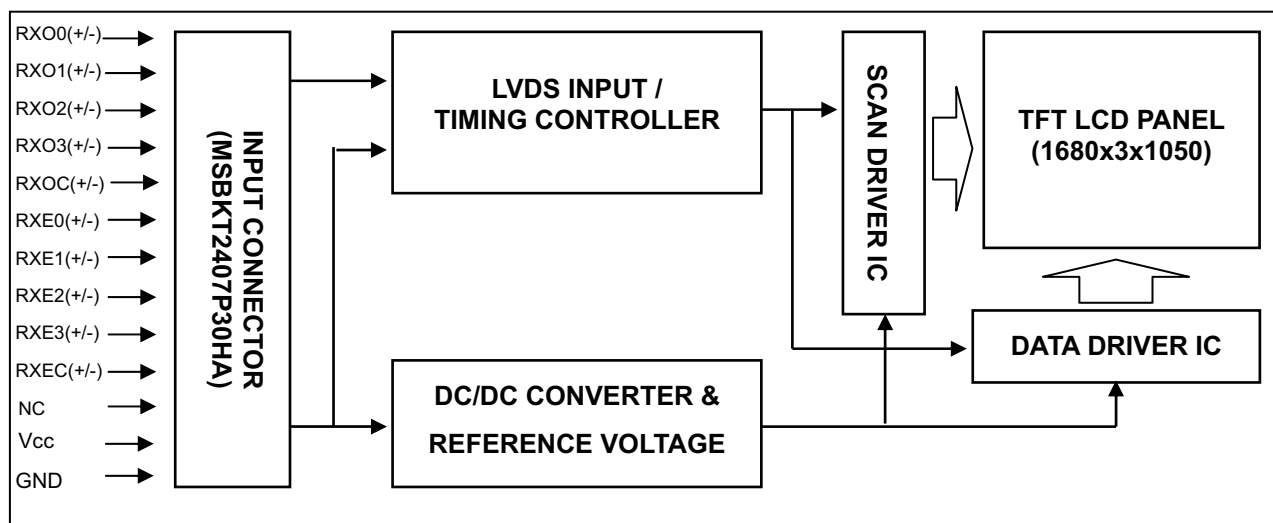 RXO0(+/-)
RXO1(+/-)
RXO2(+/-)
RXO3(+/-)
RXOC(+/-)
RXE0(+/-)
RXE1(+/-)
RXE2(+/-)
RXE3(+/-)
RXEC(+/-)
NC
Vcc
GND
INPUT CONNECTOR
(MSBKT2407P30HA)
LVDS INPUT /
TIMING CONTROLLER
DC/DC CONVERTER &
REFERENCE VOLTAGE
SCAN DRIVER IC
TFT LCD PANEL
(1680x3x1050)
DATA DRIVER IC